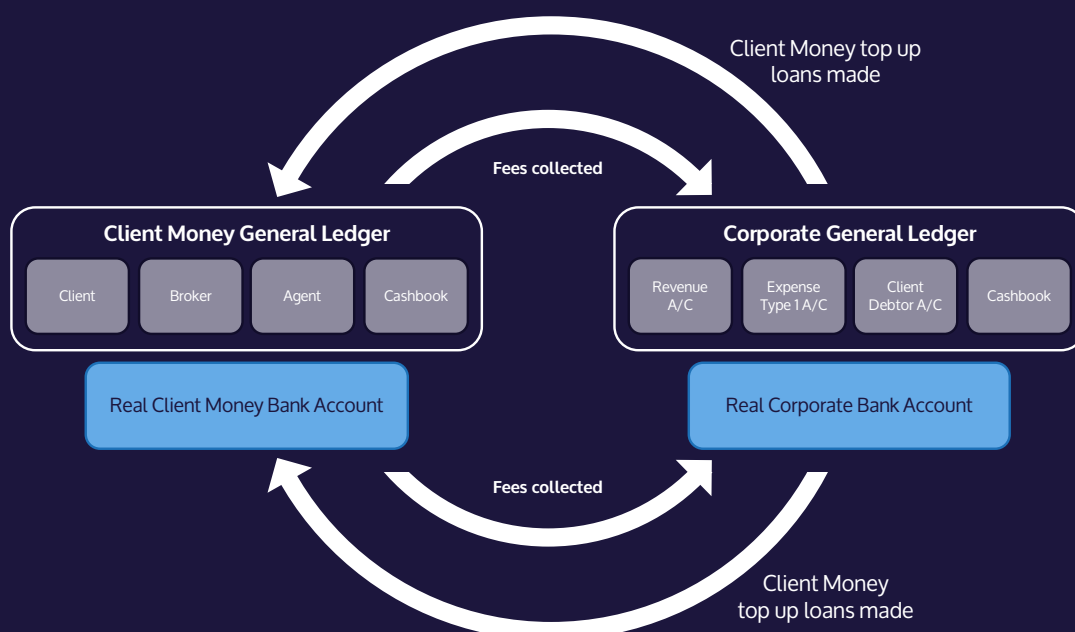 Client Money top up
loans made
Fees collected
Client Money General Ledger
Client
Broker
Agent
Cashbook
Corporate General Ledger
Revenue
A/C
Expense
Type 1 A/C
Client
Debtor A/C
Cashbook
Real Client Money Bank Account
Real Corporate Bank Account
Fees collected
Client Money
top up loans made